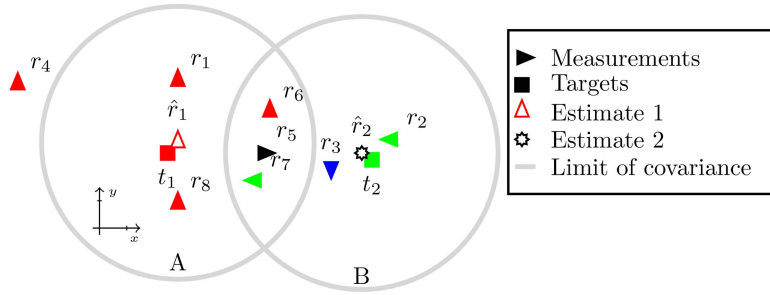 r4
r1
r̂1
r6
r5
r7
r3
r̂2
r2
t1
t2
r8
y
x
A
B
Measurements
Targets
Estimate 1
Estimate 2
Limit of covariance